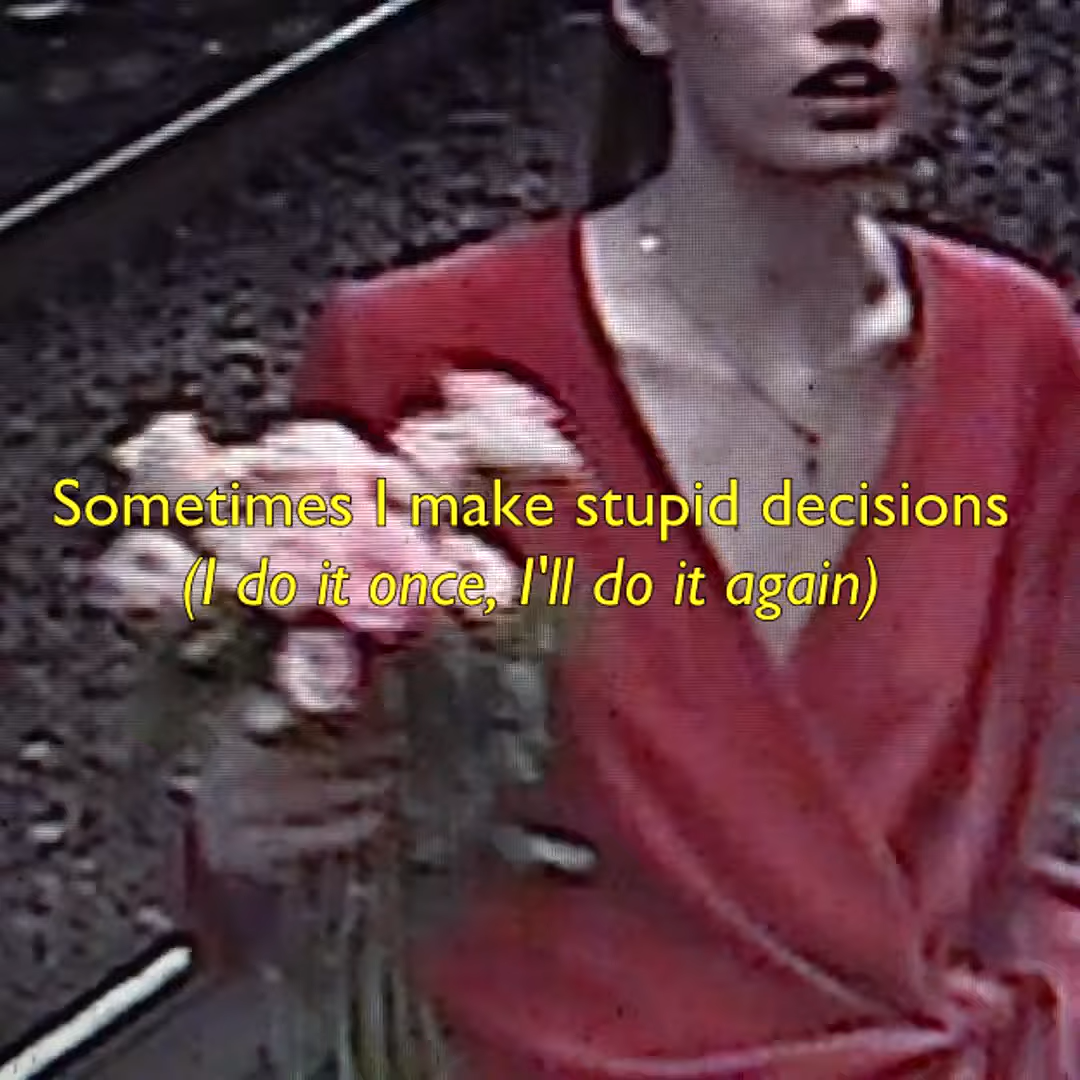 Sometimes I make stupid decisions
(I do it once, I'll do it again)